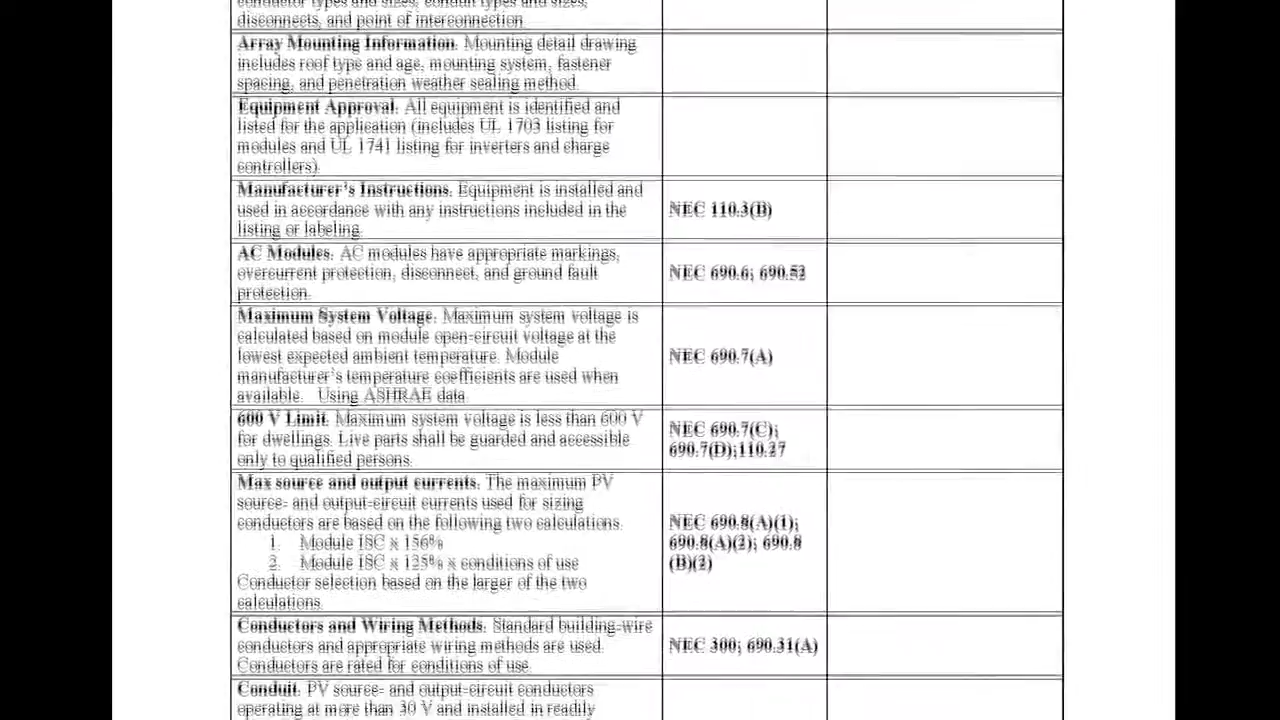 conductor types and sizes, conduit types and sizes,
disconnects, and point of interconnection.
Array Mounting Information. Mounting detail drawing
includes roof type and age, mounting system, fastener
spacing, and penetration weather sealing method.
Equipment Approval. All equipment is identified and
listed for the application (includes UL 1703 listing for
modules and UL 1741 listing for inverters and charge
controllers).
Manufacturer's Instructions. Equipment is installed and
used in accordance with any instructions included in the
listing or labeling.
NEC 110.3(B)
AC Modules. AC modules have appropriate markings,
overcurrent protection, disconnect, and ground fault
protection.
NEC 690.6; 690.52
Maximum System Voltage. Maximum system voltage is
calculated based on module open-circuit voltage at the
lowest expected ambient temperature. Module
manufacturer's temperature coefficients are used when
available. Using ASHRAE data.
NEC 690.7(A)
600 V Limit. Maximum system voltage is less than 600 V
for dwellings. Live parts shall be guarded and accessible
only to qualified persons.
NEC 690.7(C);
690.7(D);110.27
Max source and output currents. The maximum PV
source- and output-circuit currents used for sizing
conductors are based on the following two calculations.
1. Module ISC x 156%
2. Module ISC x 125% x conditions of use
Conductor selection based on the larger of the two
calculations.
NEC 690.8(A)(1);
690.8(A)(2); 690.8
(B)(2)
Conductors and Wiring Methods. Standard building-wire
conductors and appropriate wiring methods are used.
Conductors are rated for conditions of use.
NEC 300; 690.31(A)
Conduit. PV source- and output-circuit conductors
operating at more than 30 V and installed in readily